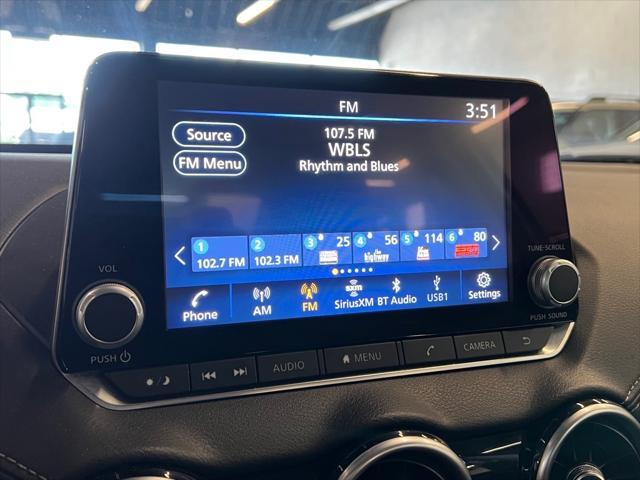 FM
3:51
Source
107.5 FM
WBLS
FM Menu
Rhythm and Blues
1 2 3 25 4 56 5 114 6 80
102.7 FM 102.3 FM highway
Phone AM FM SXM SiriusXM BT Audio USB1 Settings
VOL
TUNE·SCROLL
PUSH
PUSH SOUND
AUDIO MENU CAMERA